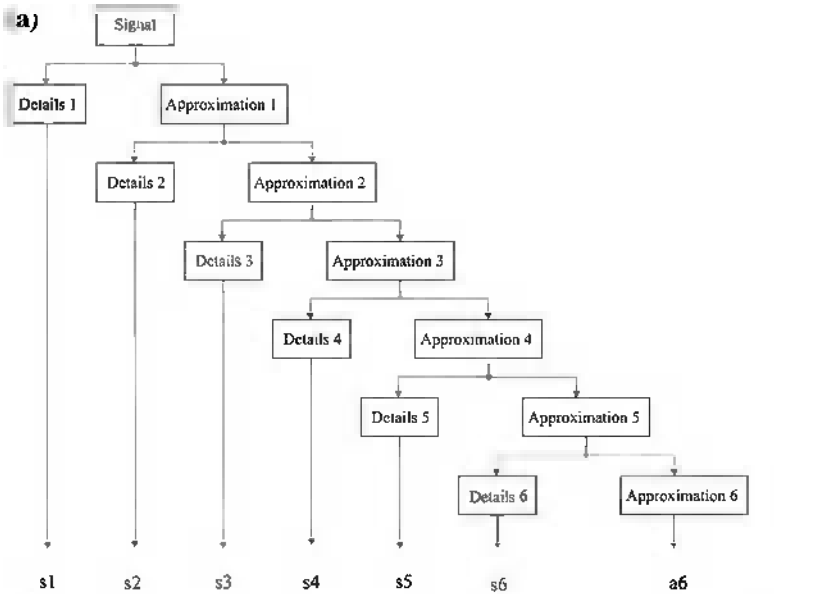 a)
Signal
Details 1
Approximation 1
Details 2
Approximation 2
Details 3
Approximation 3
Details 4
Approximation 4
Details 5
Approximation 5
Details 6
Approximation 6
s1 s2 s3 s4 s5 s6 a6